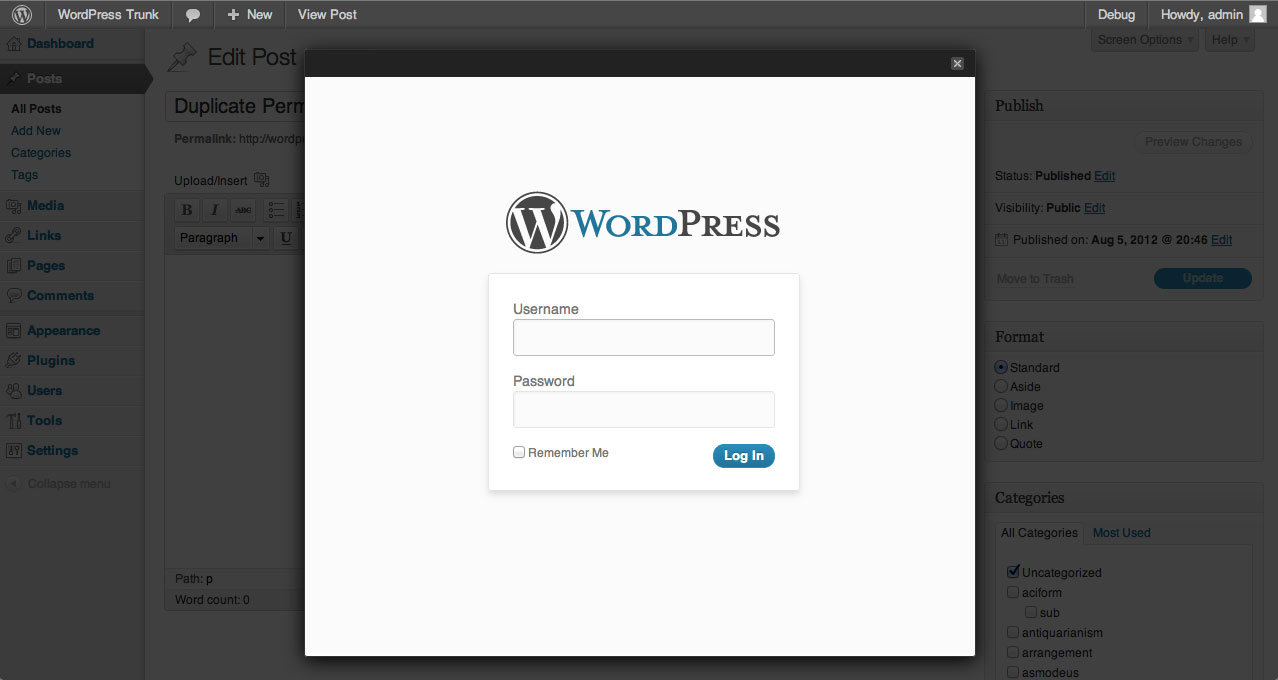 WordPress Trunk
New
View Post
Debug
Howdy, admin
Dashboard
Posts
All Posts
Add New
Categories
Tags
Media
Links
Pages
Comments
Appearance
Plugins
Users
Tools
Settings
Collapse menu
Screen Options
Help
Edit Post
Duplicate Perm
Permalink: http://wordpr
Upload/Insert
B I ABC
Paragraph U
Path: p
Word count: 0
WORDPRESS
Username
Password
Remember Me
Log In
Publish
Preview Changes
Status: Published Edit
Visibility: Public Edit
Published on: Aug 5, 2012 @ 20:46 Edit
Move to Trash
Update
Format
Standard
Aside
Image
Link
Quote
Categories
All Categories
Most Used
Uncategorized
aciform
sub
antiquarianism
arrangement
asmodeus